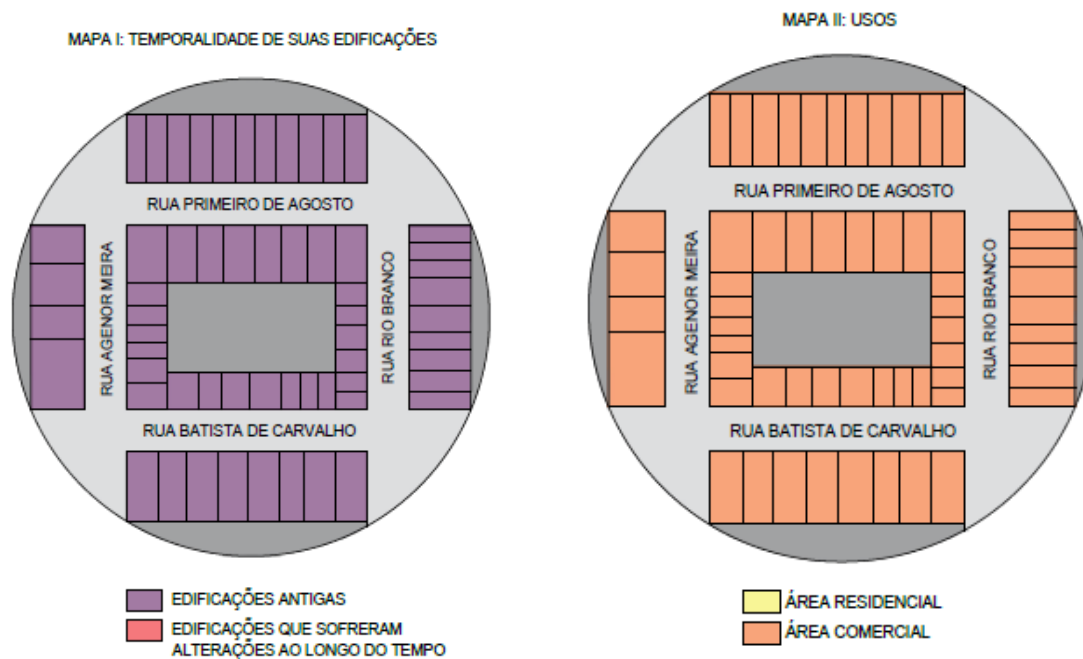 MAPA I: TEMPORALIDADE DE SUAS EDIFICAÇÕES
RUA PRIMEIRO DE AGOSTO
RUA AGENOR MEIRA
RUA RIO BRANCO
RUA BATISTA DE CARVALHO
EDIFICAÇÕES ANTIGAS
EDIFICAÇÕES QUE SOFRERAM
ALTERAÇÕES AO LONGO DO TEMPO
MAPA II: USOS
RUA PRIMEIRO DE AGOSTO
RUA AGENOR MEIRA
RUA RIO BRANCO
RUA BATISTA DE CARVALHO
ÁREA RESIDENCIAL
ÁREA COMERCIAL